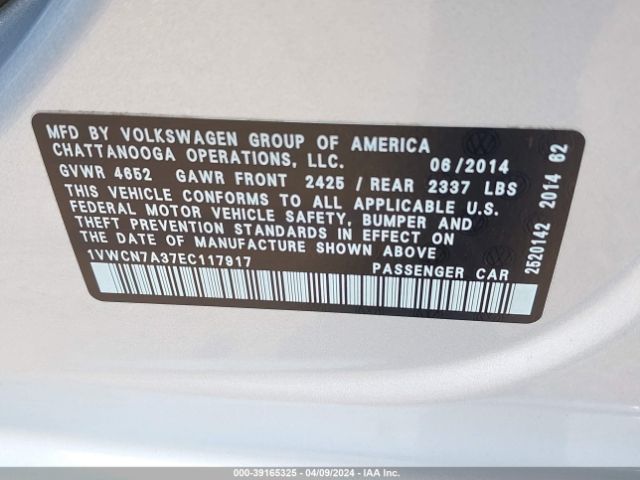 MFD BY VOLKSWAGEN GROUP OF AMERICA
CHATTANOOGA OPERATIONS, LLC. 06/2014
GVWR 4652 GAWR FRONT 2425 / REAR 2337 LBS
THIS VEHICLE CONFORMS TO ALL APPLICABLE U.S.
FEDERAL MOTOR VEHICLE SAFETY, BUMPER AND
THEFT PREVENTION STANDARDS IN EFFECT ON
THE DATE OF MANUFACTURE SHOWN ABOVE
1VWCN7A37EC117917 PASSENGER CAR
2520142 2014 62
000-39165325 - 04/09/2024 - IAA Inc.